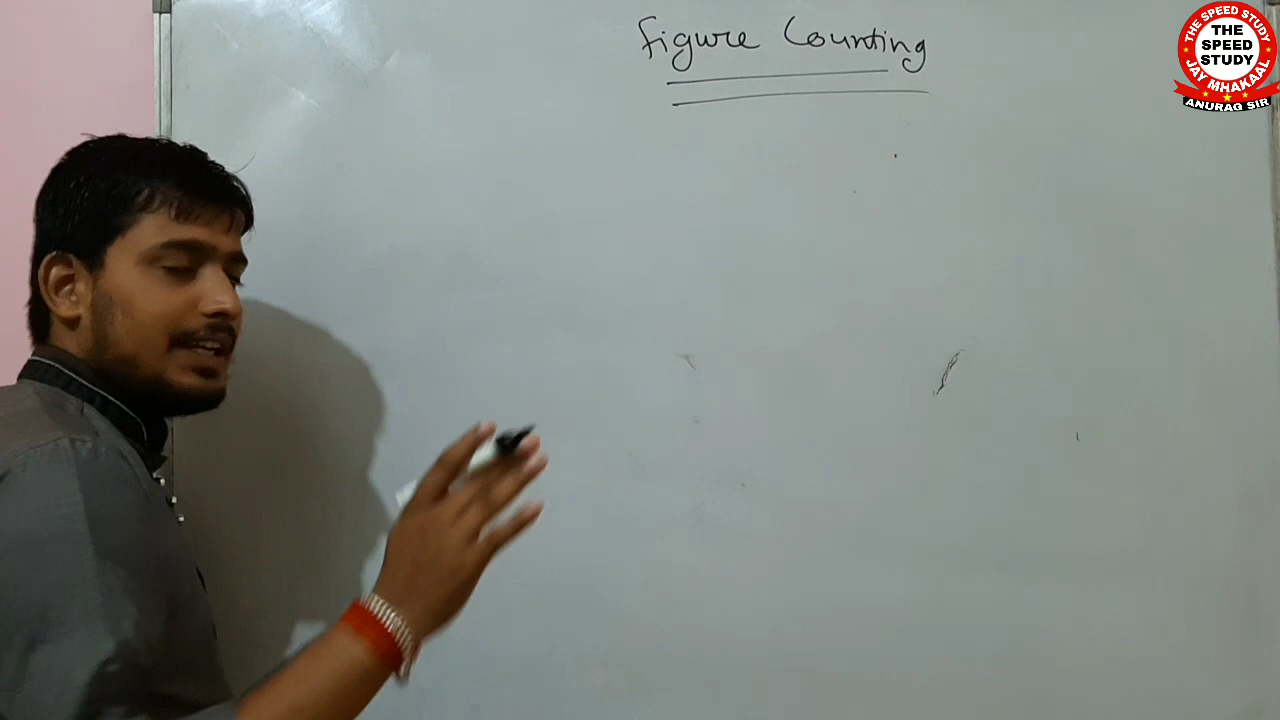 Figure Counting
THE SPEED STUDY
THE
SPEED
STUDY
JAY MHAKAAL
ANURAG SIR